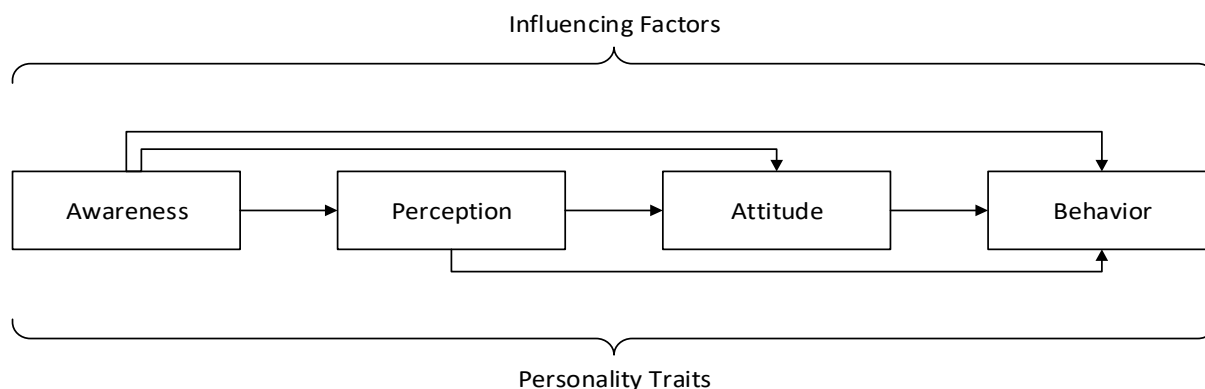 Influencing Factors
Awareness
Perception
Attitude
Behavior
Personality Traits